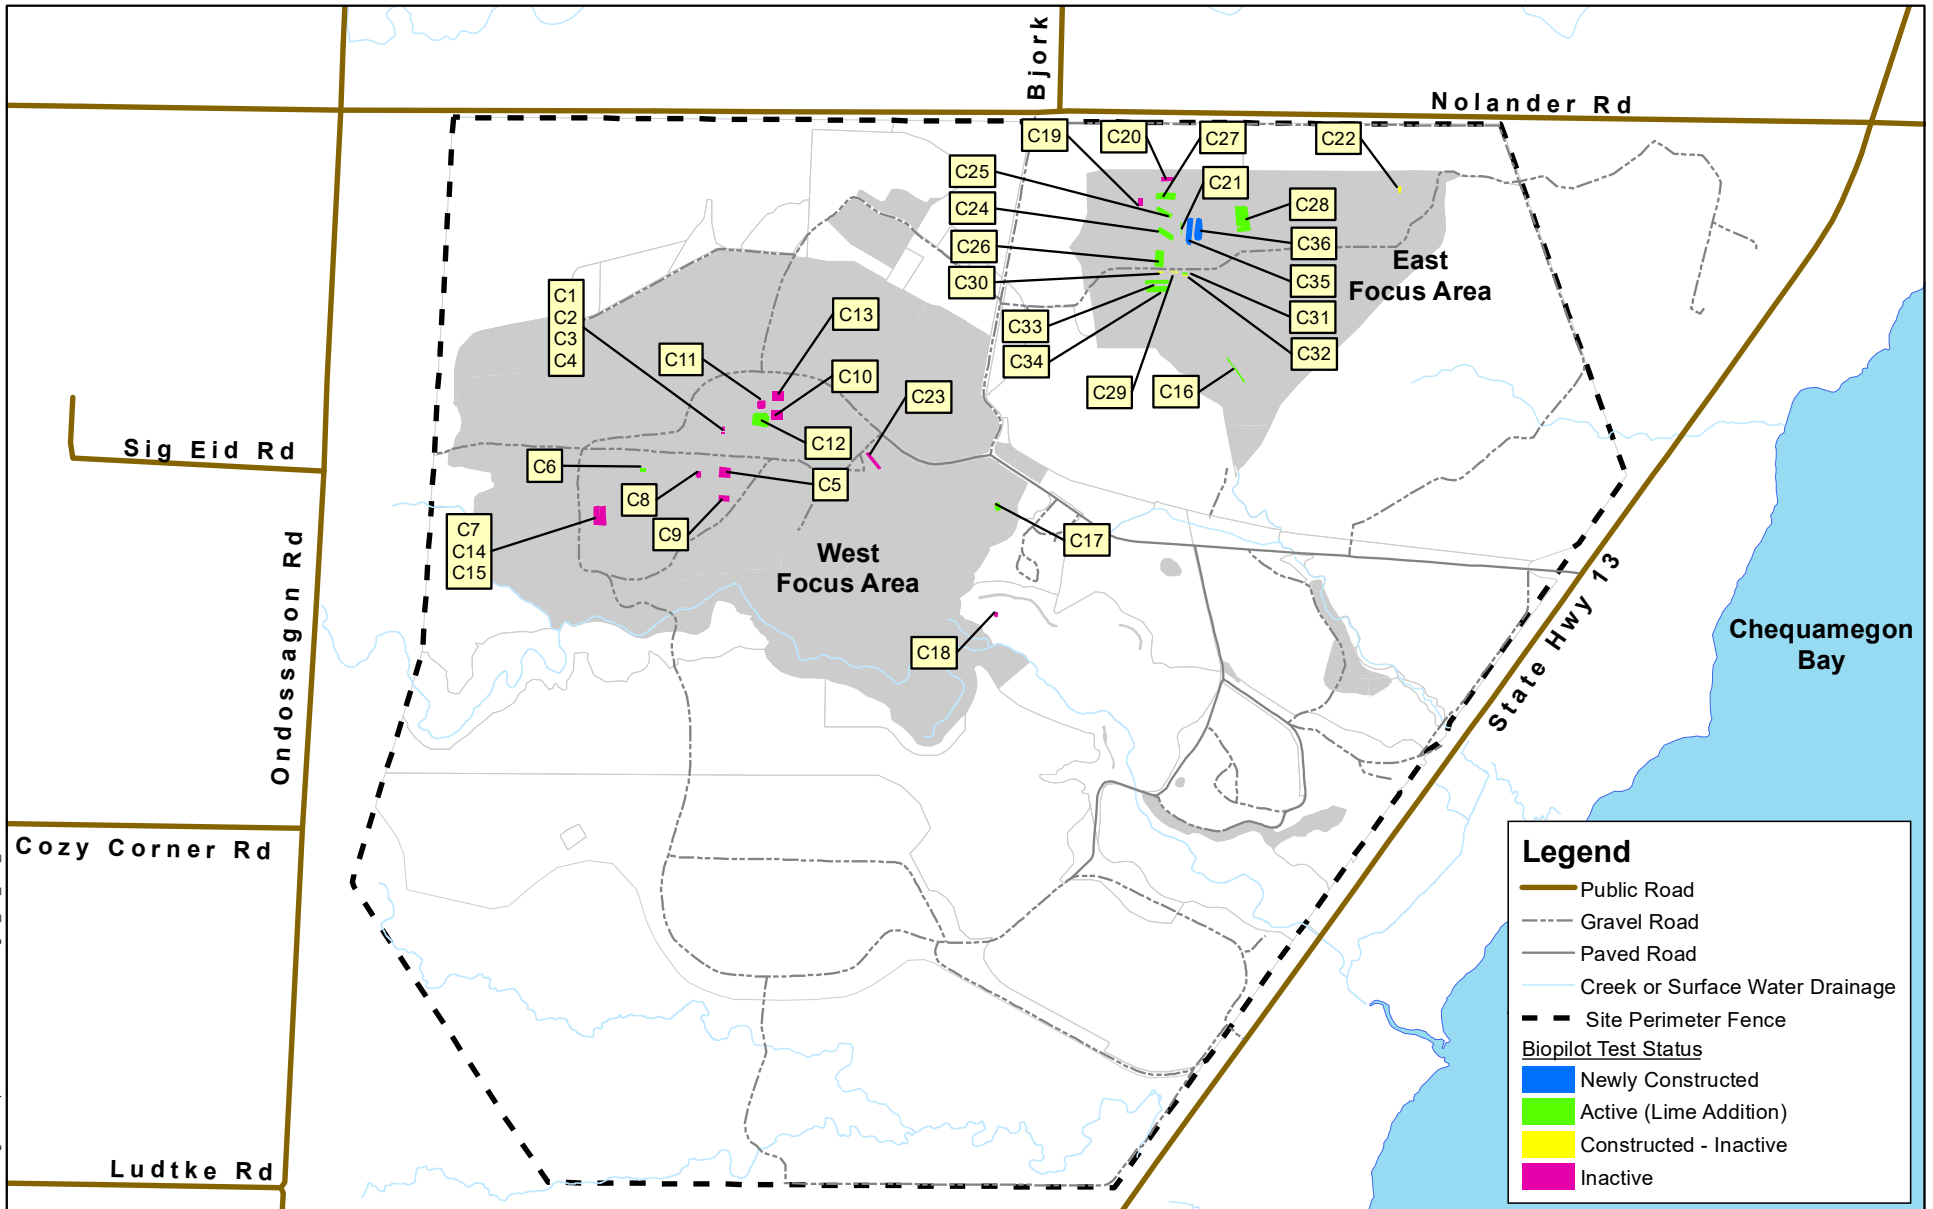 Bjork
Nolander Rd
C19
C20
C27
C22
C25
C21
C24
C28
C26
C36
C30
East
Focus Area
C35
C33
C31
C34
C32
C29
C16
C1
C2
C3
C4
C13
C11
C10
C23
C12
Sig Eid Rd
C6
C8
C5
C9
C7
C14
C15
C17
West
Focus Area
Ondossagon Rd
C18
State Hwy 13
Chequamegon
Bay
Cozy Corner Rd
Ludtke Rd
Legend
Public Road
Gravel Road
Paved Road
Creek or Surface Water Drainage
Site Perimeter Fence
Biopilot Test Status
Newly Constructed
Active (Lime Addition)
Constructed - Inactive
Inactive